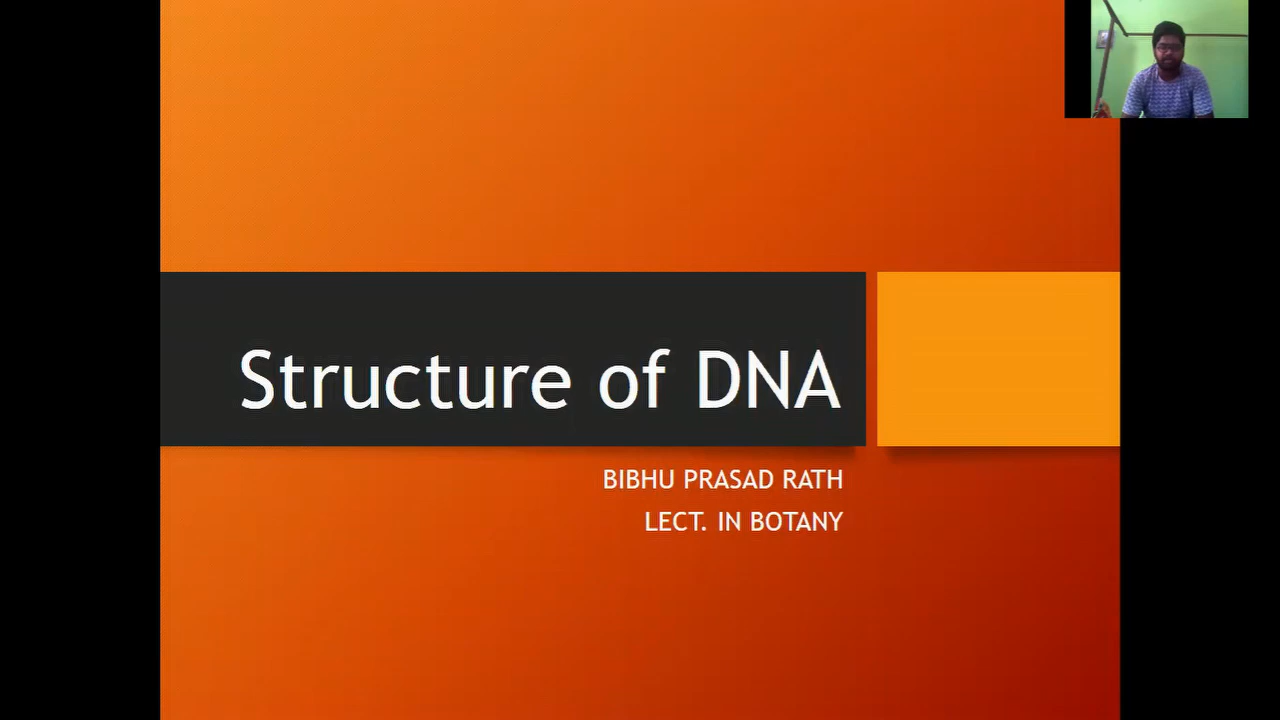 Structure of DNA
BIBHU PRASAD RATH
LECT. IN BOTANY